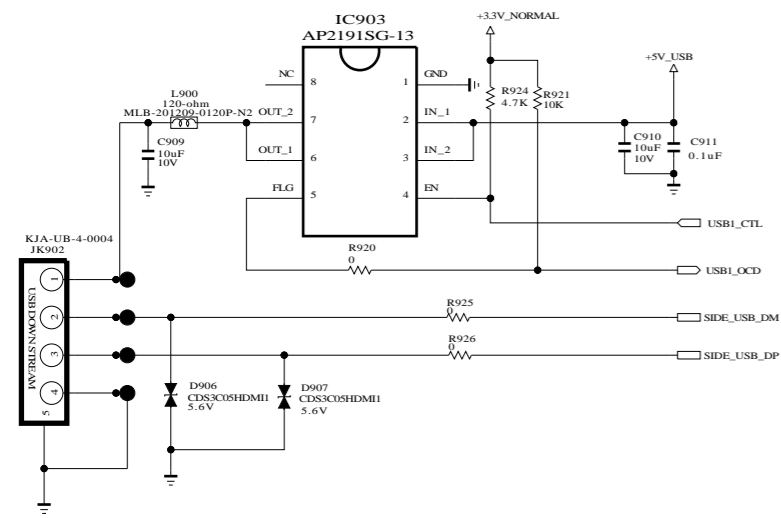 IC903
AP2191SG-13
+3.3V_NORMAL
+5V_USB
NC
8
1
GND
L900
120-ohm
MLB-201209-0120P-N2
OUT_2
7
2
IN_1
R924
4.7K
R921
10K
C909
10uF
10V
OUT_1
6
3
IN_2
C910
10uF
10V
C911
0.1uF
FLG
5
4
EN
USB1_CTL
KJA-UB-4-0004
JK902
R920
0
USB1_OCD
1
2
3
4
5
USB DOWN STREAM
R925
0
SIDE_USB_DM
R926
0
SIDE_USB_DP
D906
CDS3C05HDMI1
5.6V
D907
CDS3C05HDMI1
5.6V